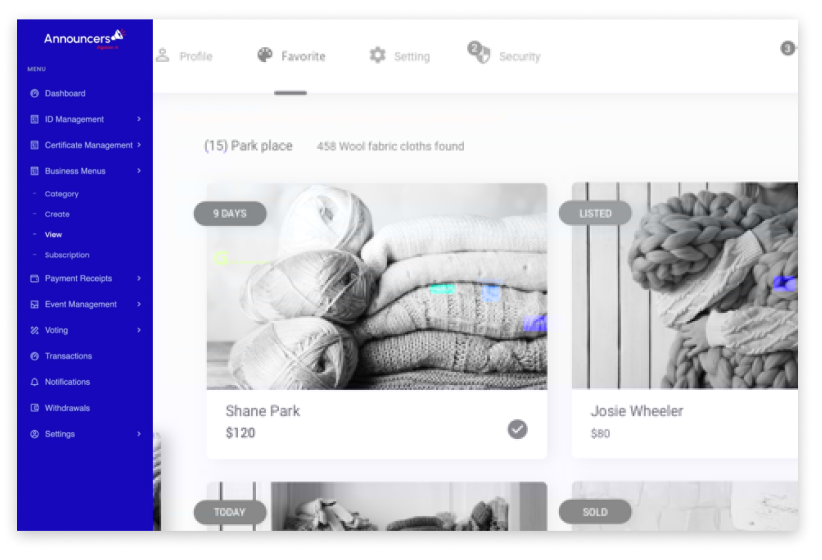 Announcers
MENU
Dashboard
ID Management
Certificate Management
Business Menus
Category
Create
View
Subscription
Payment Receipts
Event Management
Voting
Transactions
Notifications
Withdrawals
Settings
Profile
Favorite
Setting
2
Security
3
(15) Park place
458 Wool fabric cloths found
9 DAYS
Shane Park
$120
LISTED
Josie Wheeler
$80
TODAY
SOLD